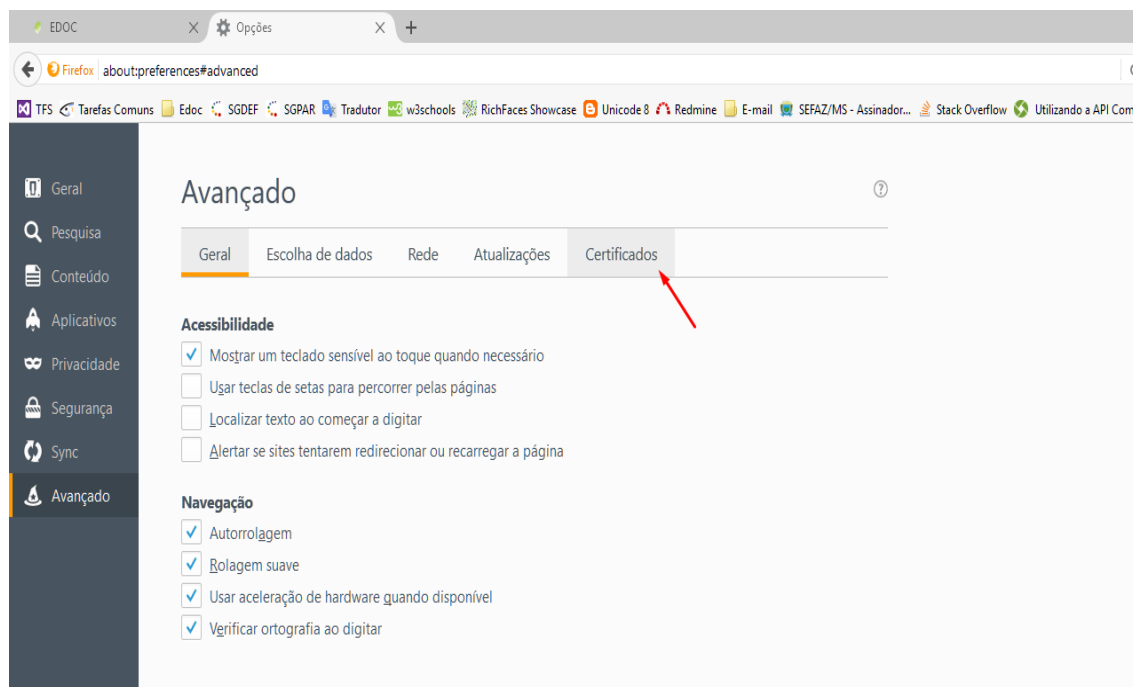 EDOC
Opções
Firefox about:preferences#advanced
TFS Tarefas Comuns Edoc SGDEF SGPAR Tradutor w3schools RichFaces Showcase Unicode 8 Redmine E-mail SEFAZ/MS - Assinador... Stack Overflow Utilizando a API Com
Geral
Pesquisa
Conteúdo
Aplicativos
Privacidade
Segurança
Sync
Avançado
Avançado
Geral Escolha de dados Rede Atualizações Certificados
Acessibilidade
Mostrar um teclado sensível ao toque quando necessário
Usar teclas de setas para percorrer pelas páginas
Localizar texto ao começar a digitar
Alertar se sites tentarem redirecionar ou recarregar a página
Navegação
Autorrolagem
Rolagem suave
Usar aceleração de hardware quando disponível
Verificar ortografia ao digitar